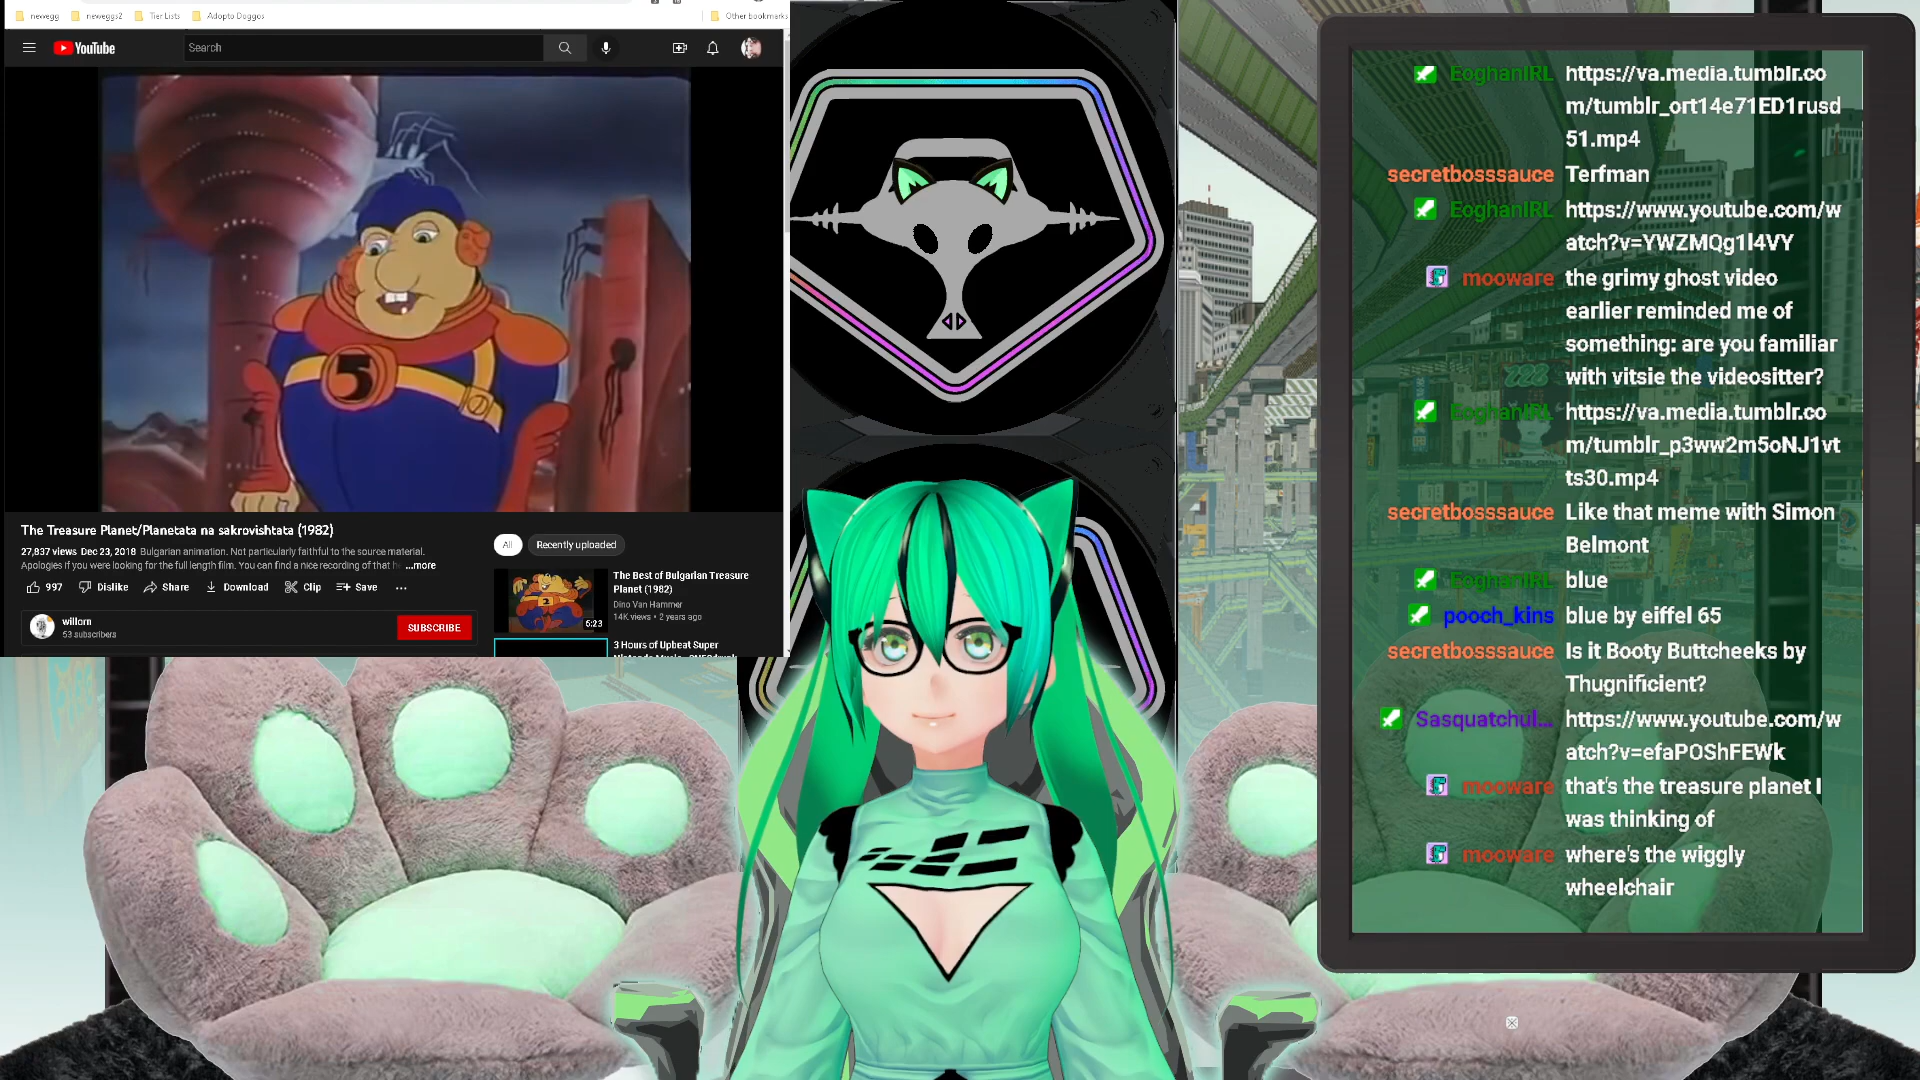 newegg
neweggs2
Tier Lists
Adopto Doggos
Other bookmarks
YouTube
Search
5
The Treasure Planet/Planetata na sakrovishtata (1982)
27,837 views Dec 23, 2018 Bulgarian animation. Not particularly faithful to the source material.
Apologies if you were looking for the full length film. You can find a nice recording of that he ...more
997 Dislike Share Download Clip Save
willorn
53 subscribers
SUBSCRIBE
All
Recently uploaded
The Best of Bulgarian Treasure
Planet (1982)
Dino Van Hammer
14K views • 2 years ago
5:23
3 Hours of Upbeat Super
EoghanIRL https://va.media.tumblr.co
m/tumblr_ort14e71ED1rusd
51.mp4
secretbosssauce Terfman
EoghanIRL https://www.youtube.com/w
atch?v=YWZMQg1l4VY
mooware the grimy ghost video
earlier reminded me of
something: are you familiar
with vitsie the videositter?
EoghanIRL https://va.media.tumblr.co
m/tumblr_p3ww2m5oNJ1vt
ts30.mp4
secretbosssauce Like that meme with Simon
Belmont
EoghanIRL blue
pooch_kins blue by eiffel 65
secretbosssauce Is it Booty Buttcheeks by
Thugnificient?
Sasquatchul... https://www.youtube.com/w
atch?v=efaPOShFEWk
mooware that's the treasure planet I
was thinking of
mooware where's the wiggly
wheelchair